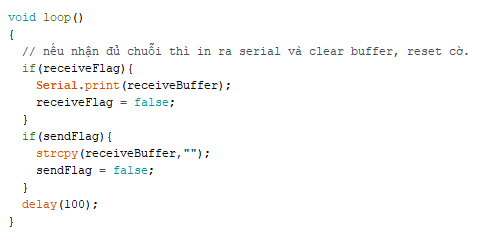 void loop()
{
  // nếu nhận đủ chuỗi thì in ra serial và clear buffer, reset cờ.
  if(receiveFlag){
    Serial.print(receiveBuffer);
    receiveFlag = false;
  }
  if(sendFlag){
    strcpy(receiveBuffer,"");
    sendFlag = false;
  }
  delay(100);
}